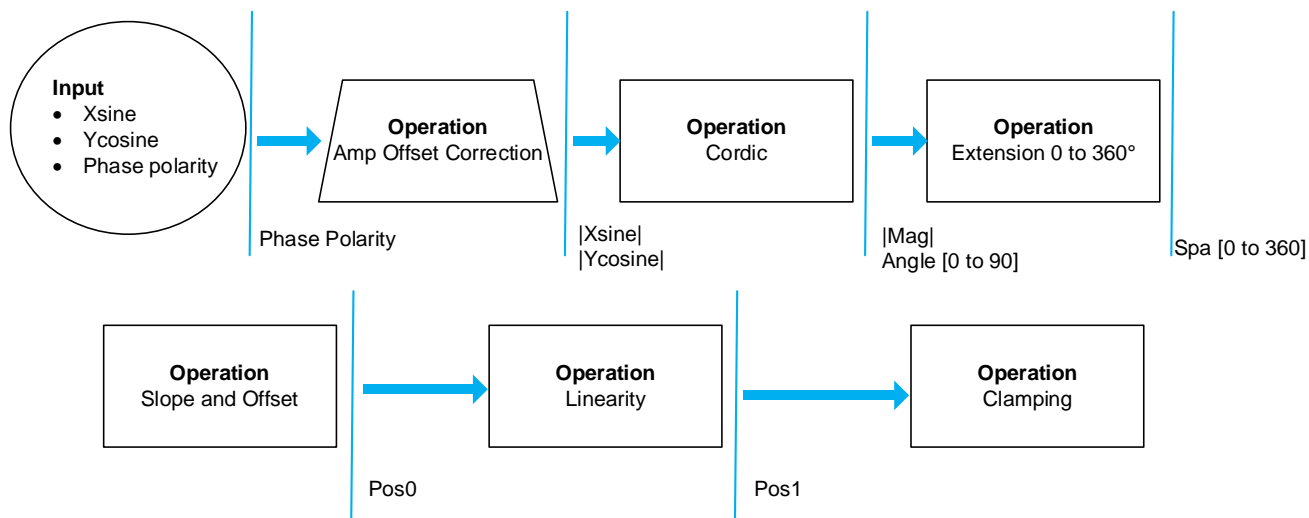 Input
• Xsine
• Ycosine
• Phase polarity
Operation
Amp Offset Correction
Operation
Cordic
Operation
Extension 0 to 360°
Phase Polarity
|Xsine|
|Ycosine|
|Mag|
Angle [0 to 90]
Spa [0 to 360]
Operation
Slope and Offset
Operation
Linearity
Operation
Clamping
Pos0
Pos1